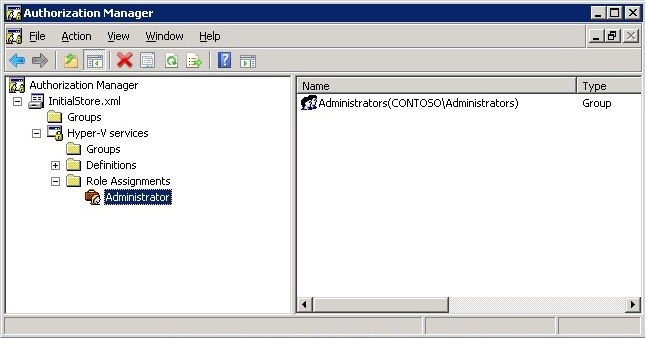 Authorization Manager
File Action View Window Help
Authorization Manager
InitialStore.xml
Groups
Hyper-V services
Groups
Definitions
Role Assignments
Administrator
Name Type
Administrators(CONTOSO\Administrators) Group